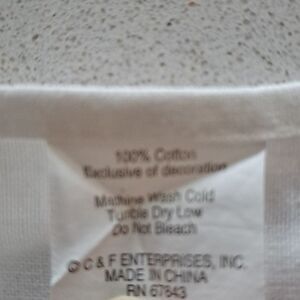 100% Cotton
Exclusive of decoration
Machine Wash Cold
Tumble Dry Low
Do Not Bleach
© C & F ENTERPRISES, INC.
MADE IN CHINA
RN 67843